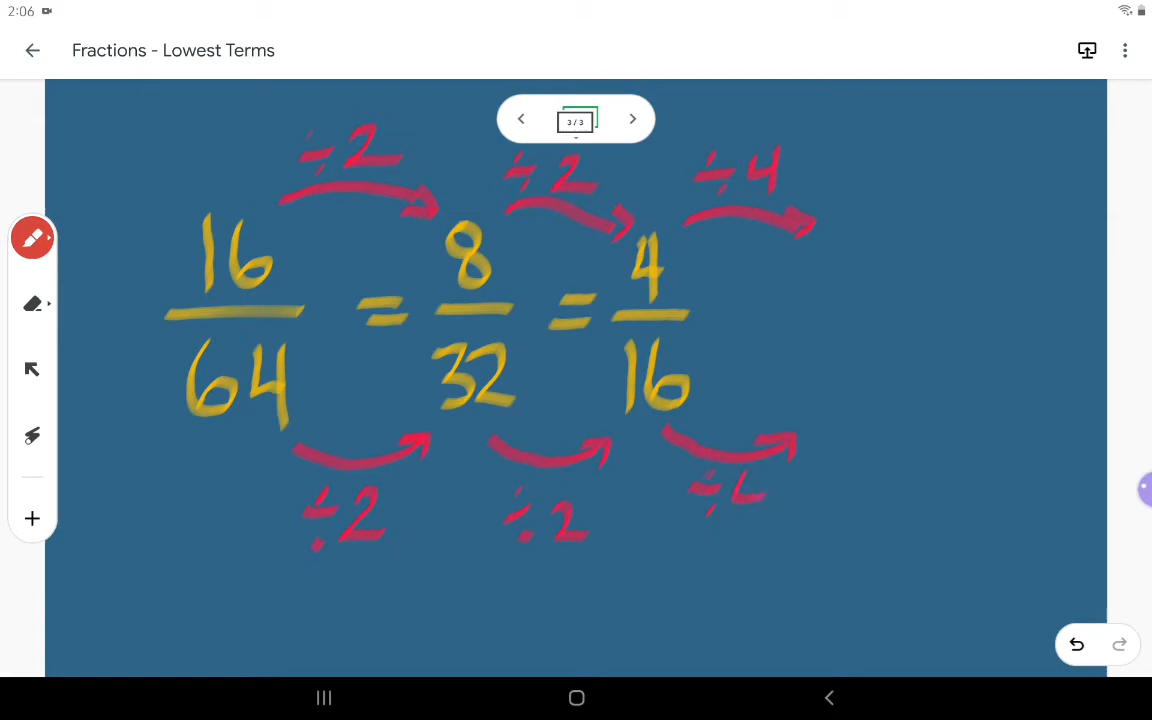 2:06
Fractions - Lowest Terms
3/3
÷2 ÷2 ÷4
16/64 = 8/32 = 4/16
÷2 ÷2 ÷